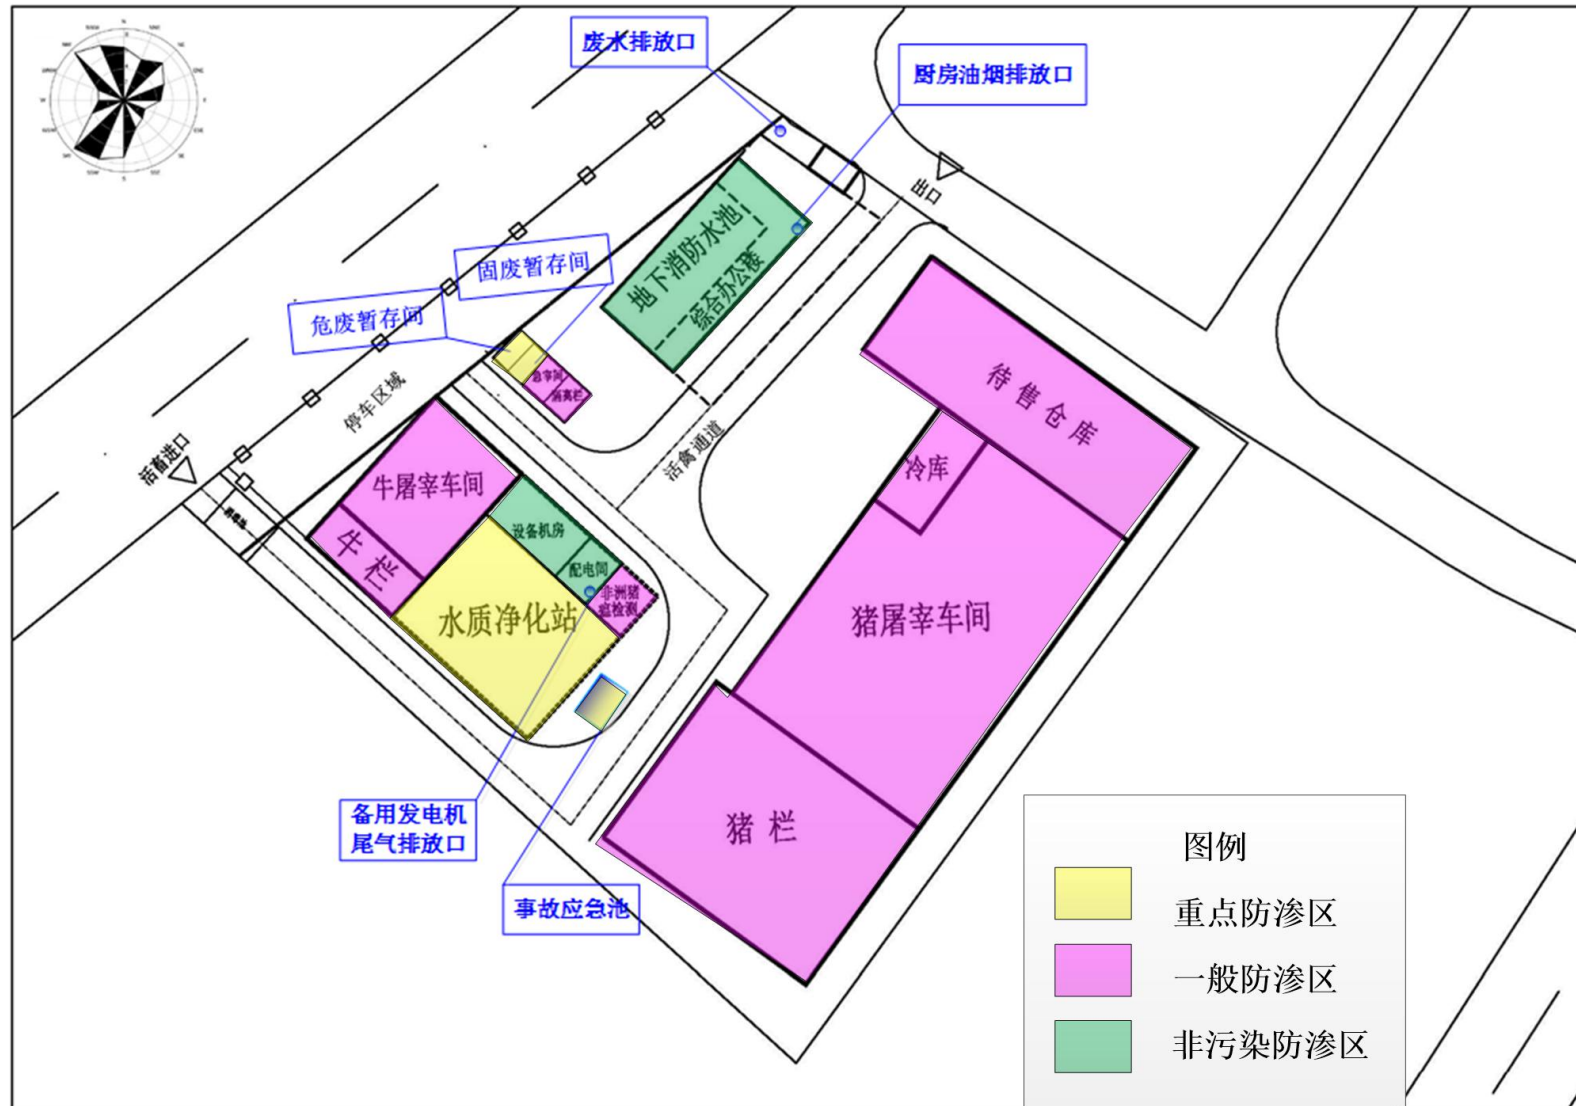 废水排放口
厨房油烟排放口
出口
地下消防水池
综合办公楼
固废暂存间
危废暂存间
急宰间
隔离栏
停车区域
活畜进口
活禽通道
待售仓库
冷库
牛屠宰车间
牛栏
设备机房
配电间
非洲猪
瘟检测
水质净化站
猪屠宰车间
猪栏
备用发电机
尾气排放口
事故应急池
图例
重点防渗区
一般防渗区
非污染防渗区